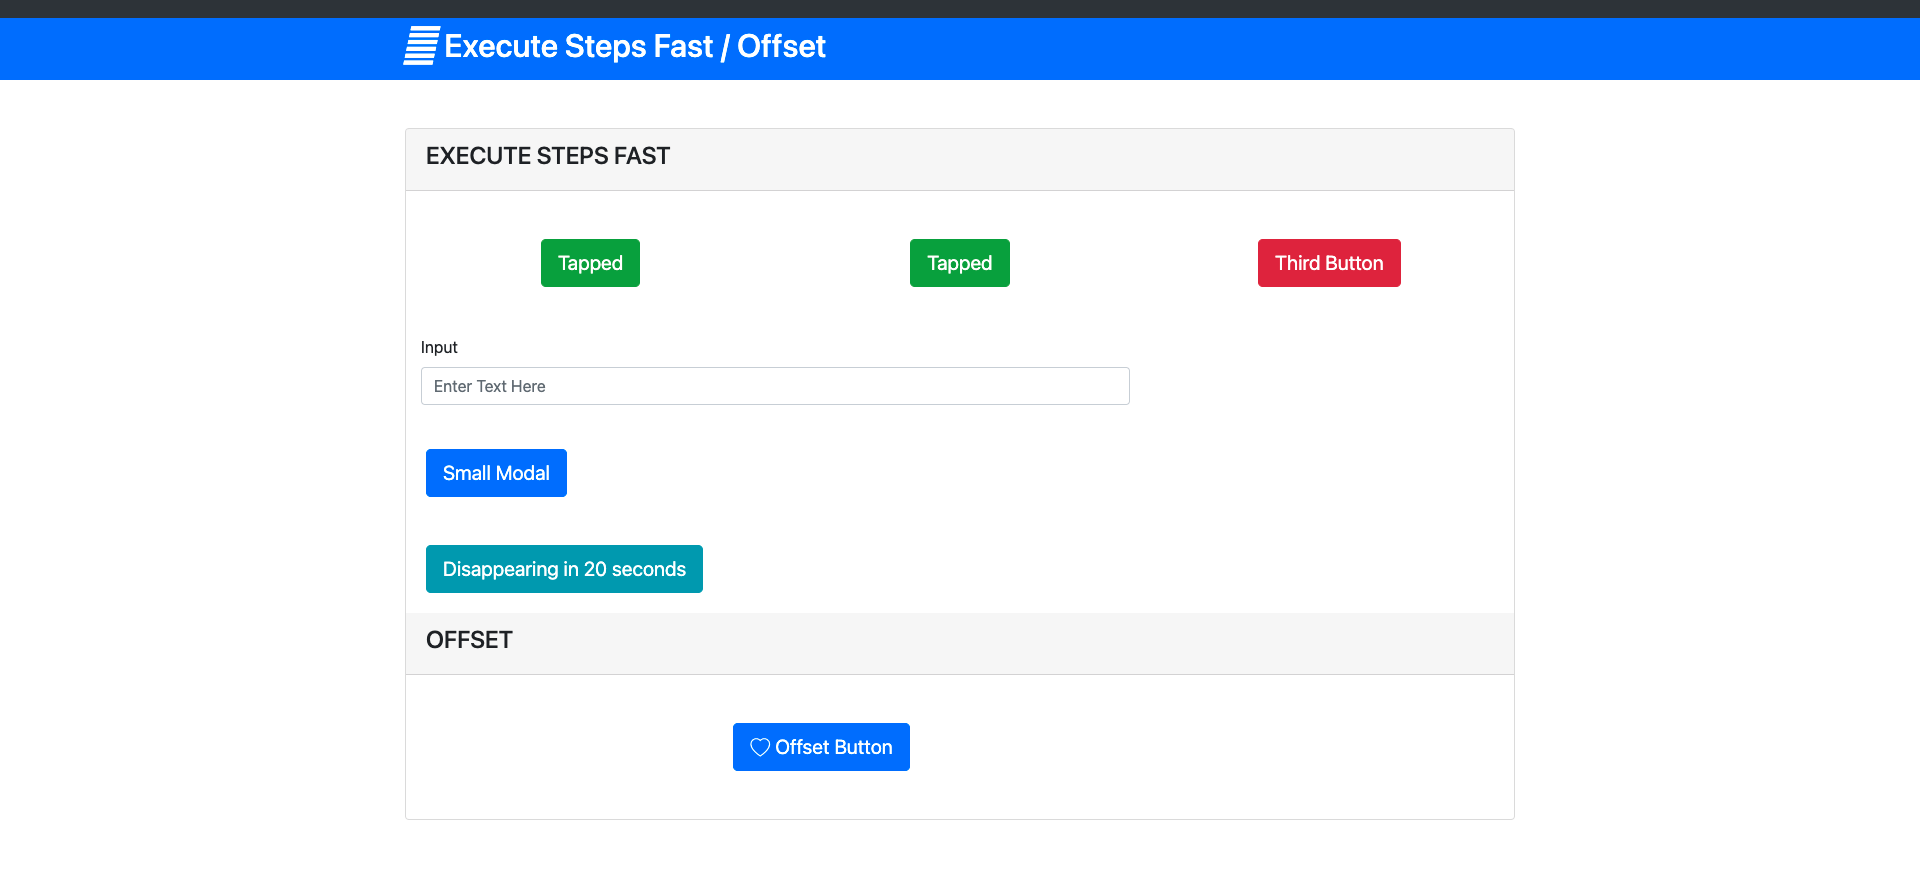 Execute Steps Fast / Offset
EXECUTE STEPS FAST
Tapped
Tapped
Third Button
Input
Enter Text Here
Small Modal
Disappearing in 20 seconds
OFFSET
Offset Button